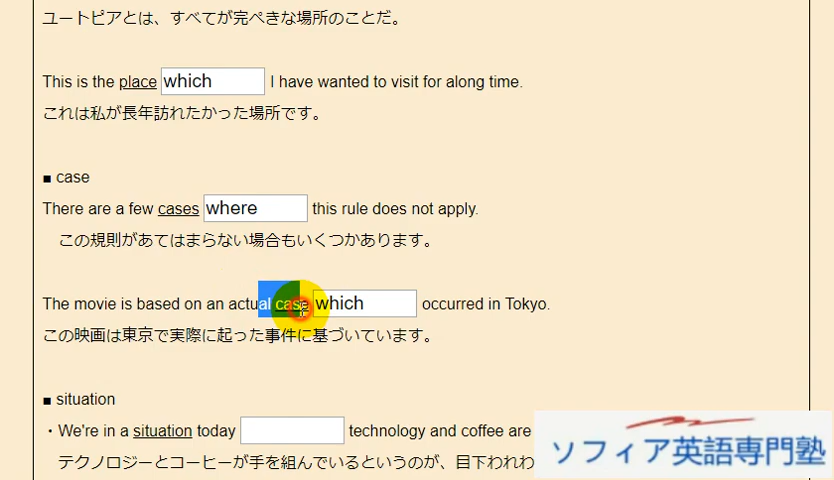 ユートピアとは、すべてが完ぺきな場所のことだ。
This is the place which I have wanted to visit for along time.
これは私が長年訪れたかった場所です。
■ case
There are a few cases where this rule does not apply.
この規則があてはまらない場合もいくつかあります。
The movie is based on an actual case which occurred in Tokyo.
この映画は東京で実際に起った事件に基づいています。
■ situation
・We're in a situation today technology and coffee are
テクノロジーとコーヒーが手を組んでいるというのが、目下われわ
ソフィア英語専門塾